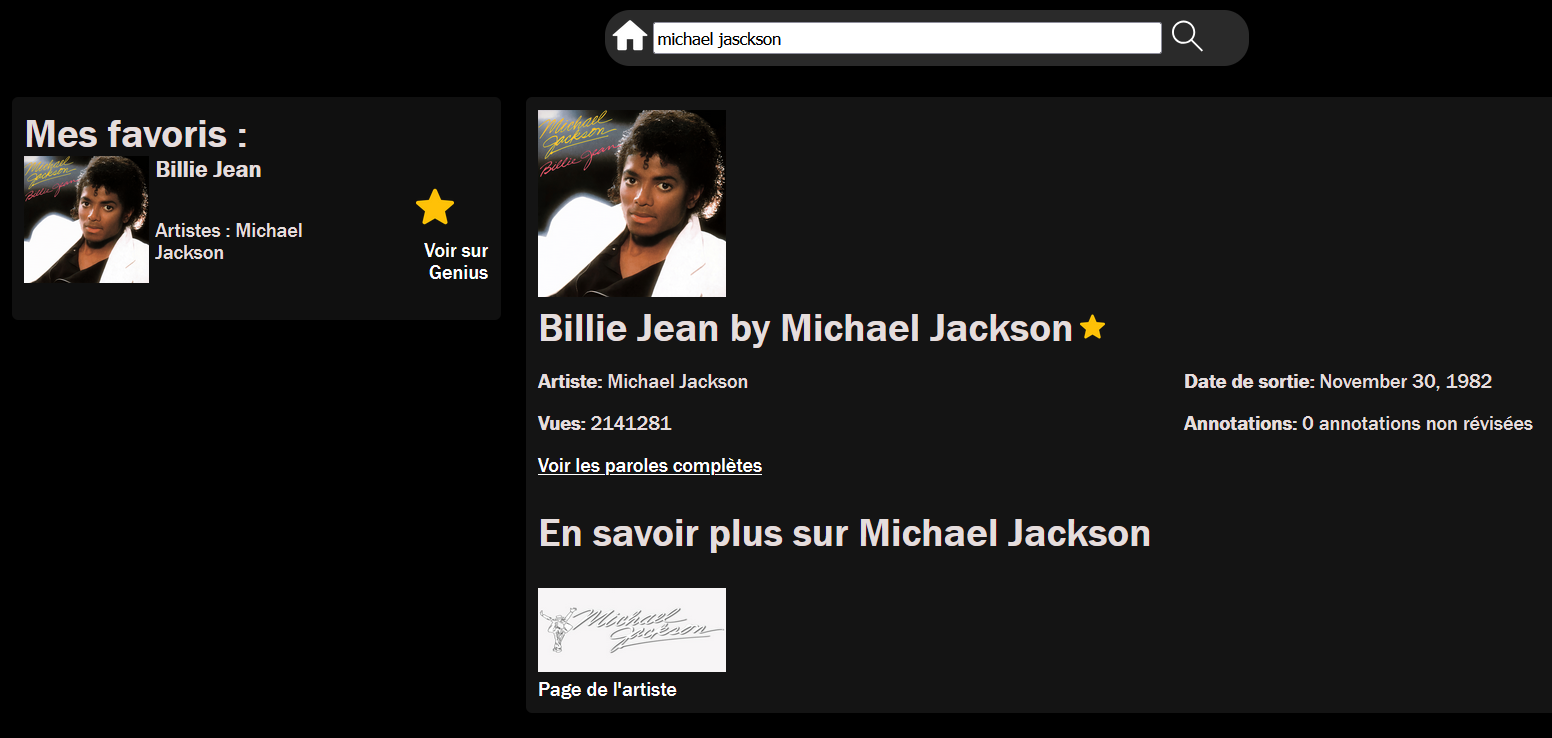 michael jasckson
Mes favoris :
Michael
Jackson
Billie Jean
Billie Jean
Artistes : Michael
Jackson
Voir sur
Genius
Michael
Jackson
Billie Jean
Billie Jean by Michael Jackson
Artiste: Michael Jackson
Date de sortie: November 30, 1982
Vues: 2141281
Annotations: 0 annotations non révisées
Voir les paroles complètes
En savoir plus sur Michael Jackson
Michael
Jackson
Page de l'artiste